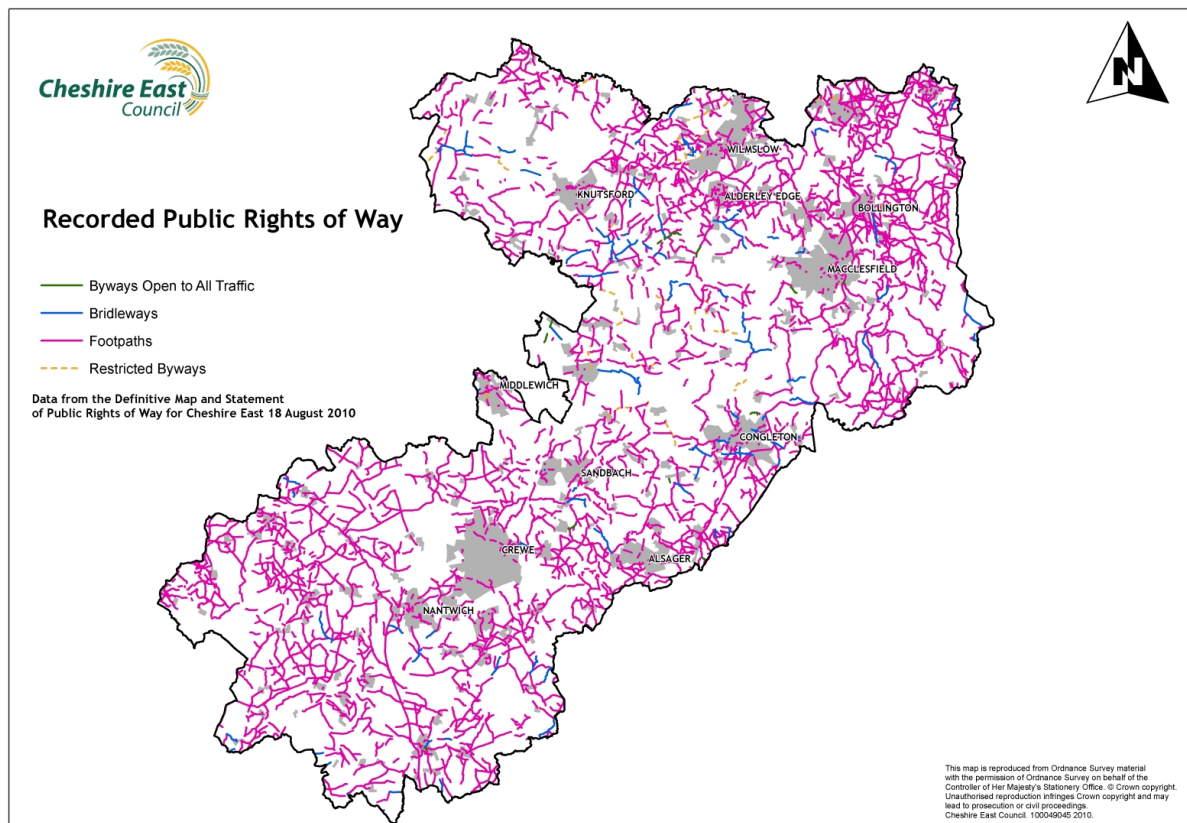 Cheshire East
Council
N
Recorded Public Rights of Way
Byways Open to All Traffic
Bridleways
Footpaths
Restricted Byways
Data from the Definitive Map and Statement
of Public Rights of Way for Cheshire East 18 August 2010
WILMSLOW
KNUTSFORD
ALDERLEY EDGE
BOLLINGTON
MACCLESFIELD
MIDDLEWICH
CONGLETON
SANDBACH
CREWE
ALSAGER
NANTWICH
This map is reproduced from Ordnance Survey material
with the permission of Ordnance Survey on behalf of the
Controller of Her Majesty's Stationery Office. © Crown copyright.
Unauthorised reproduction infringes Crown copyright and may
lead to prosecution or civil proceedings.
Cheshire East Council. 100049045 2010.